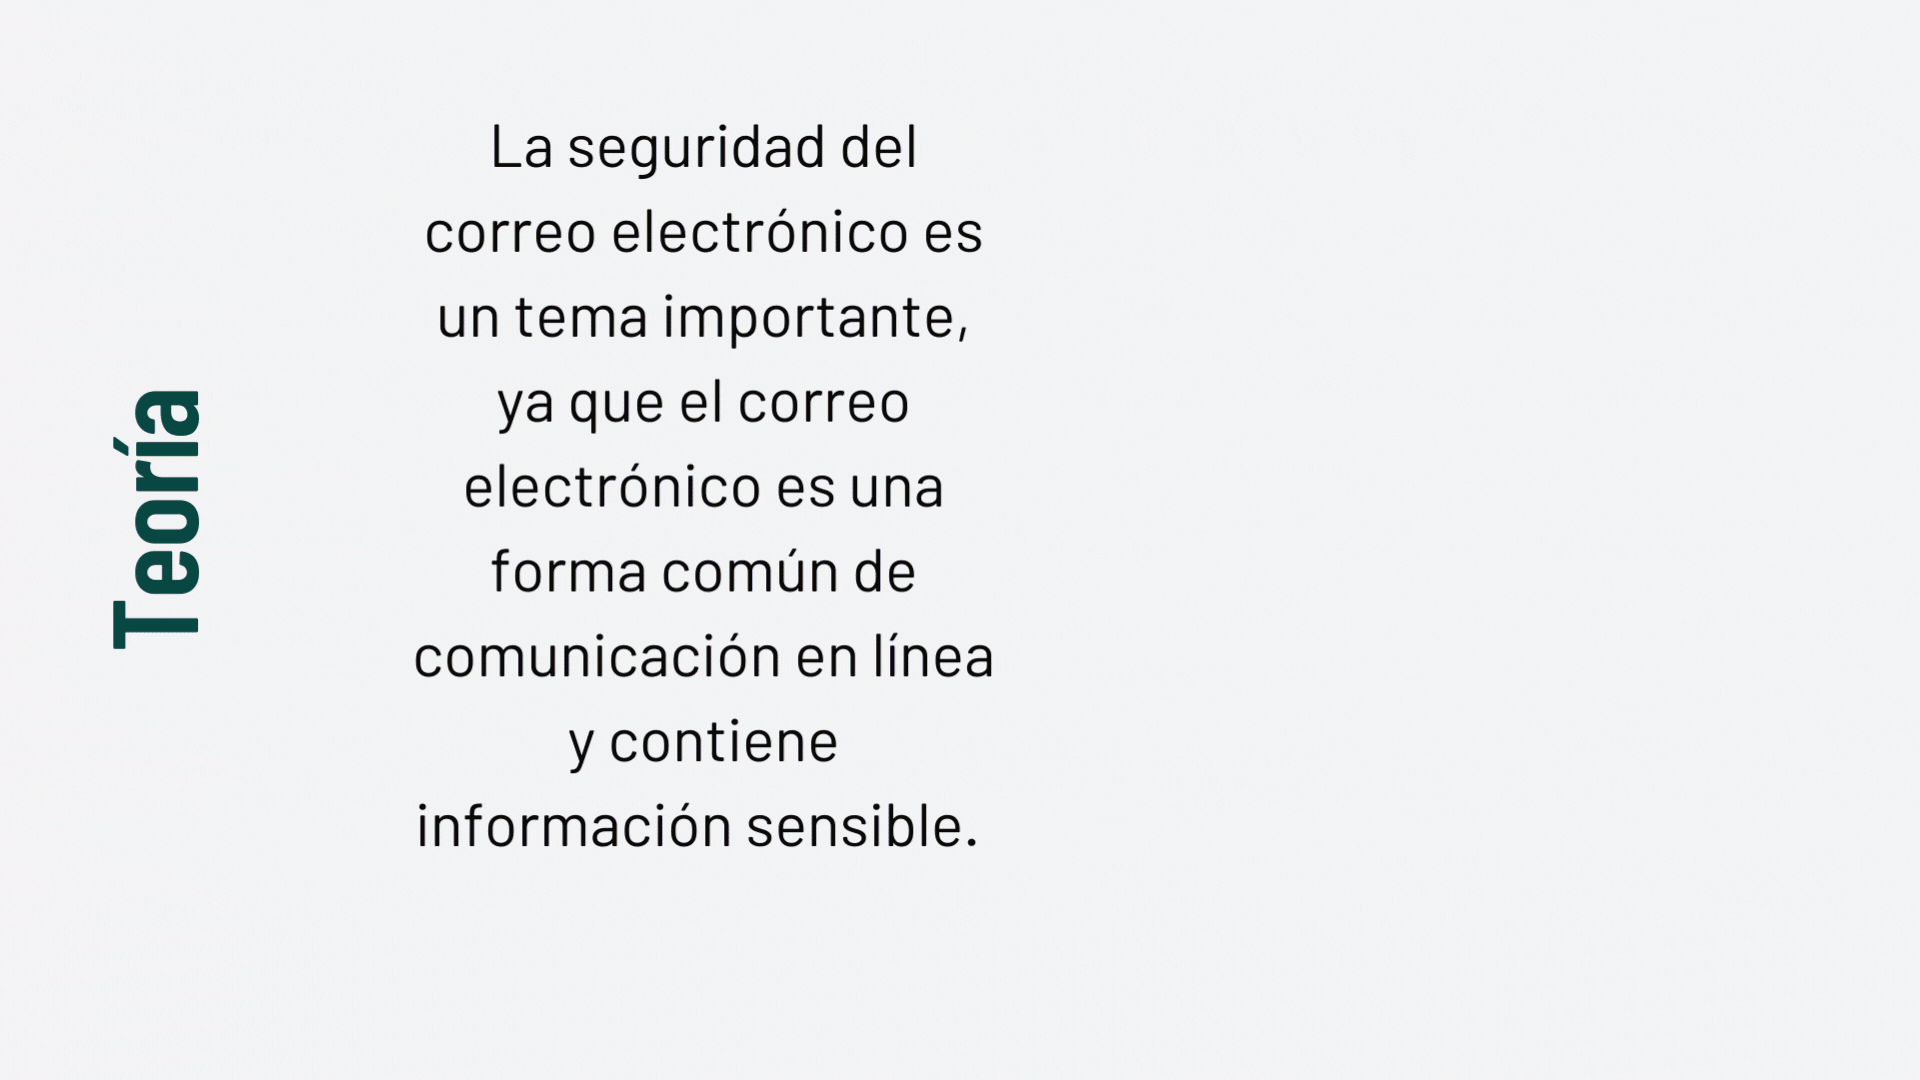 Teoría
La seguridad del
correo electrónico es
un tema importante,
ya que el correo
electrónico es una
forma común de
comunicación en línea
y contiene
información sensible.